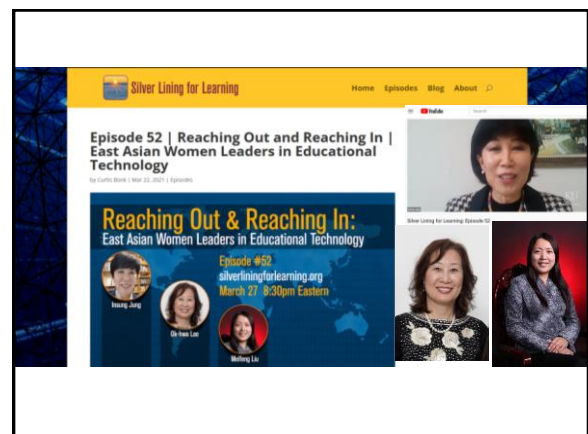 Silver Lining for Learning
Home Episodes Blog About
Episode 52 | Reaching Out and Reaching In |
East Asian Women Leaders in Educational
Technology
by Curtis Bonk | Mar 22, 2021 | Episodes
YouTube
Search
Silver Lining for Learning: Episode 52
Reaching Out & Reaching In:
East Asian Women Leaders in Educational Technology
Episode #52
silverliningforlearning.org
March 27 8:30pm Eastern
Insung Jung
Ok-hwa Lee
Meifeng Liu